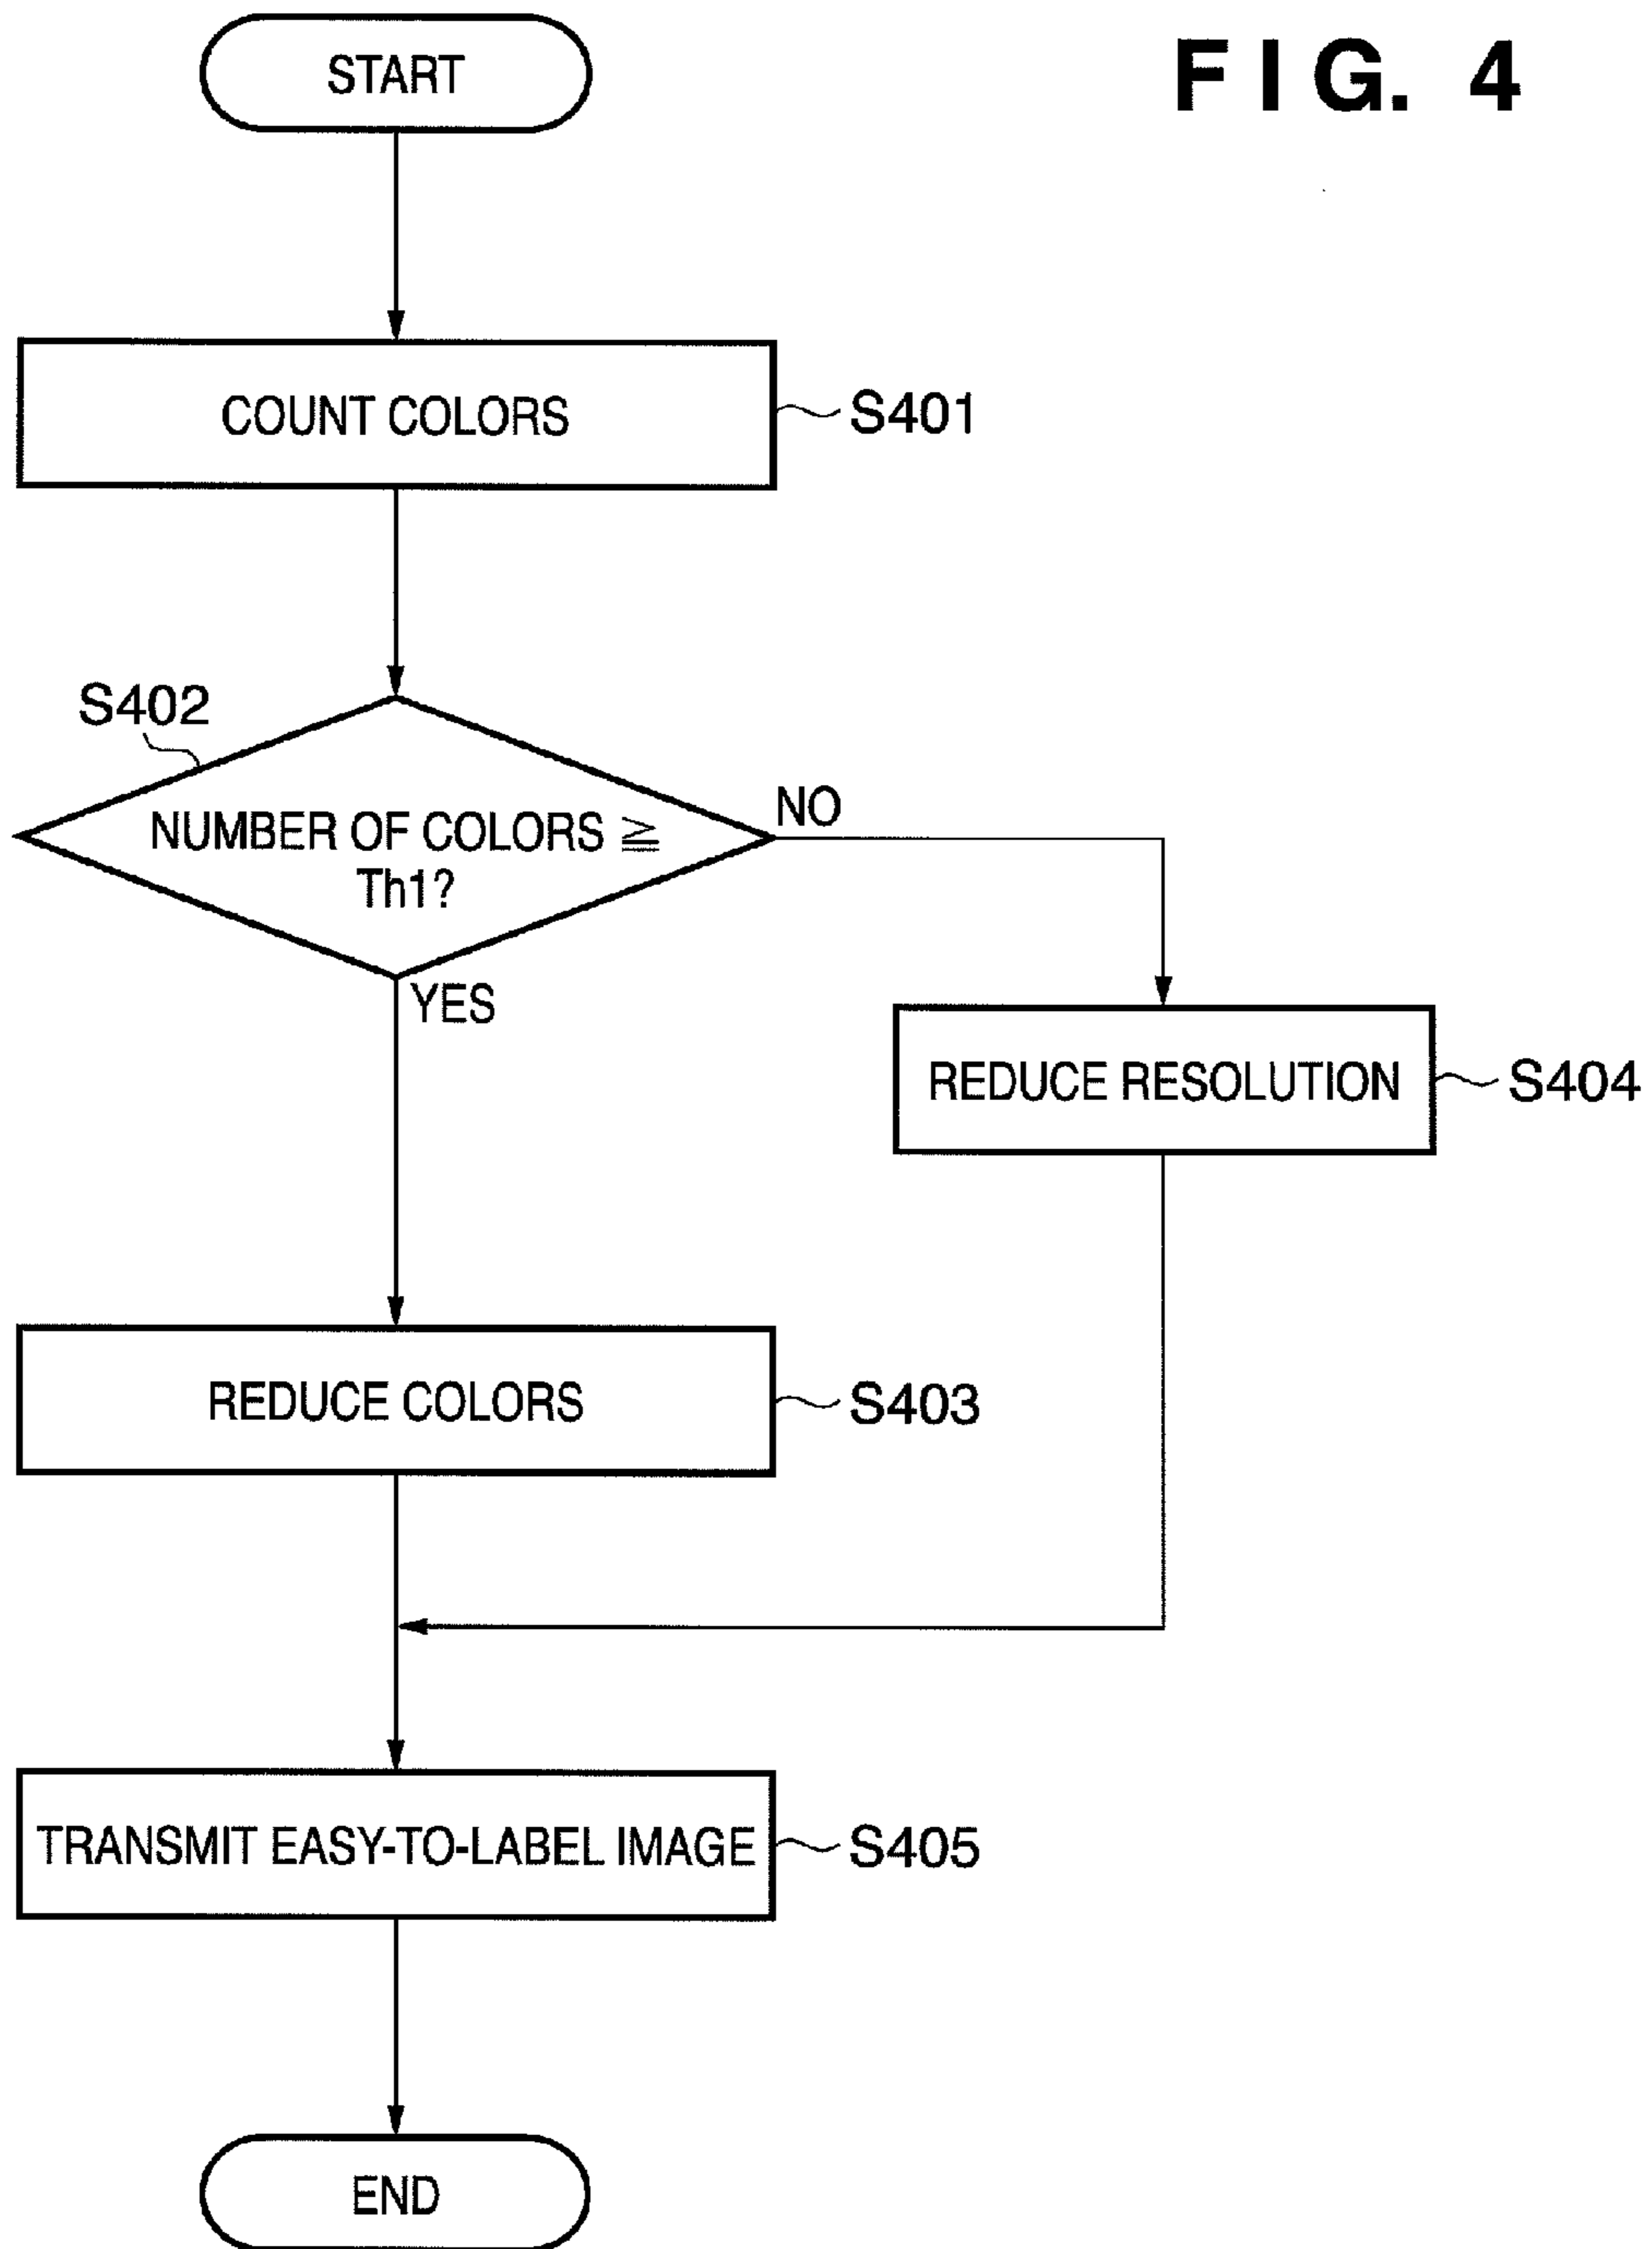 FIG. 4
START
COUNT COLORS
S401
S402
NUMBER OF COLORS ≧
Th1?
NO
YES
REDUCE RESOLUTION
S404
REDUCE COLORS
S403
TRANSMIT EASY-TO-LABEL IMAGE
S405
END